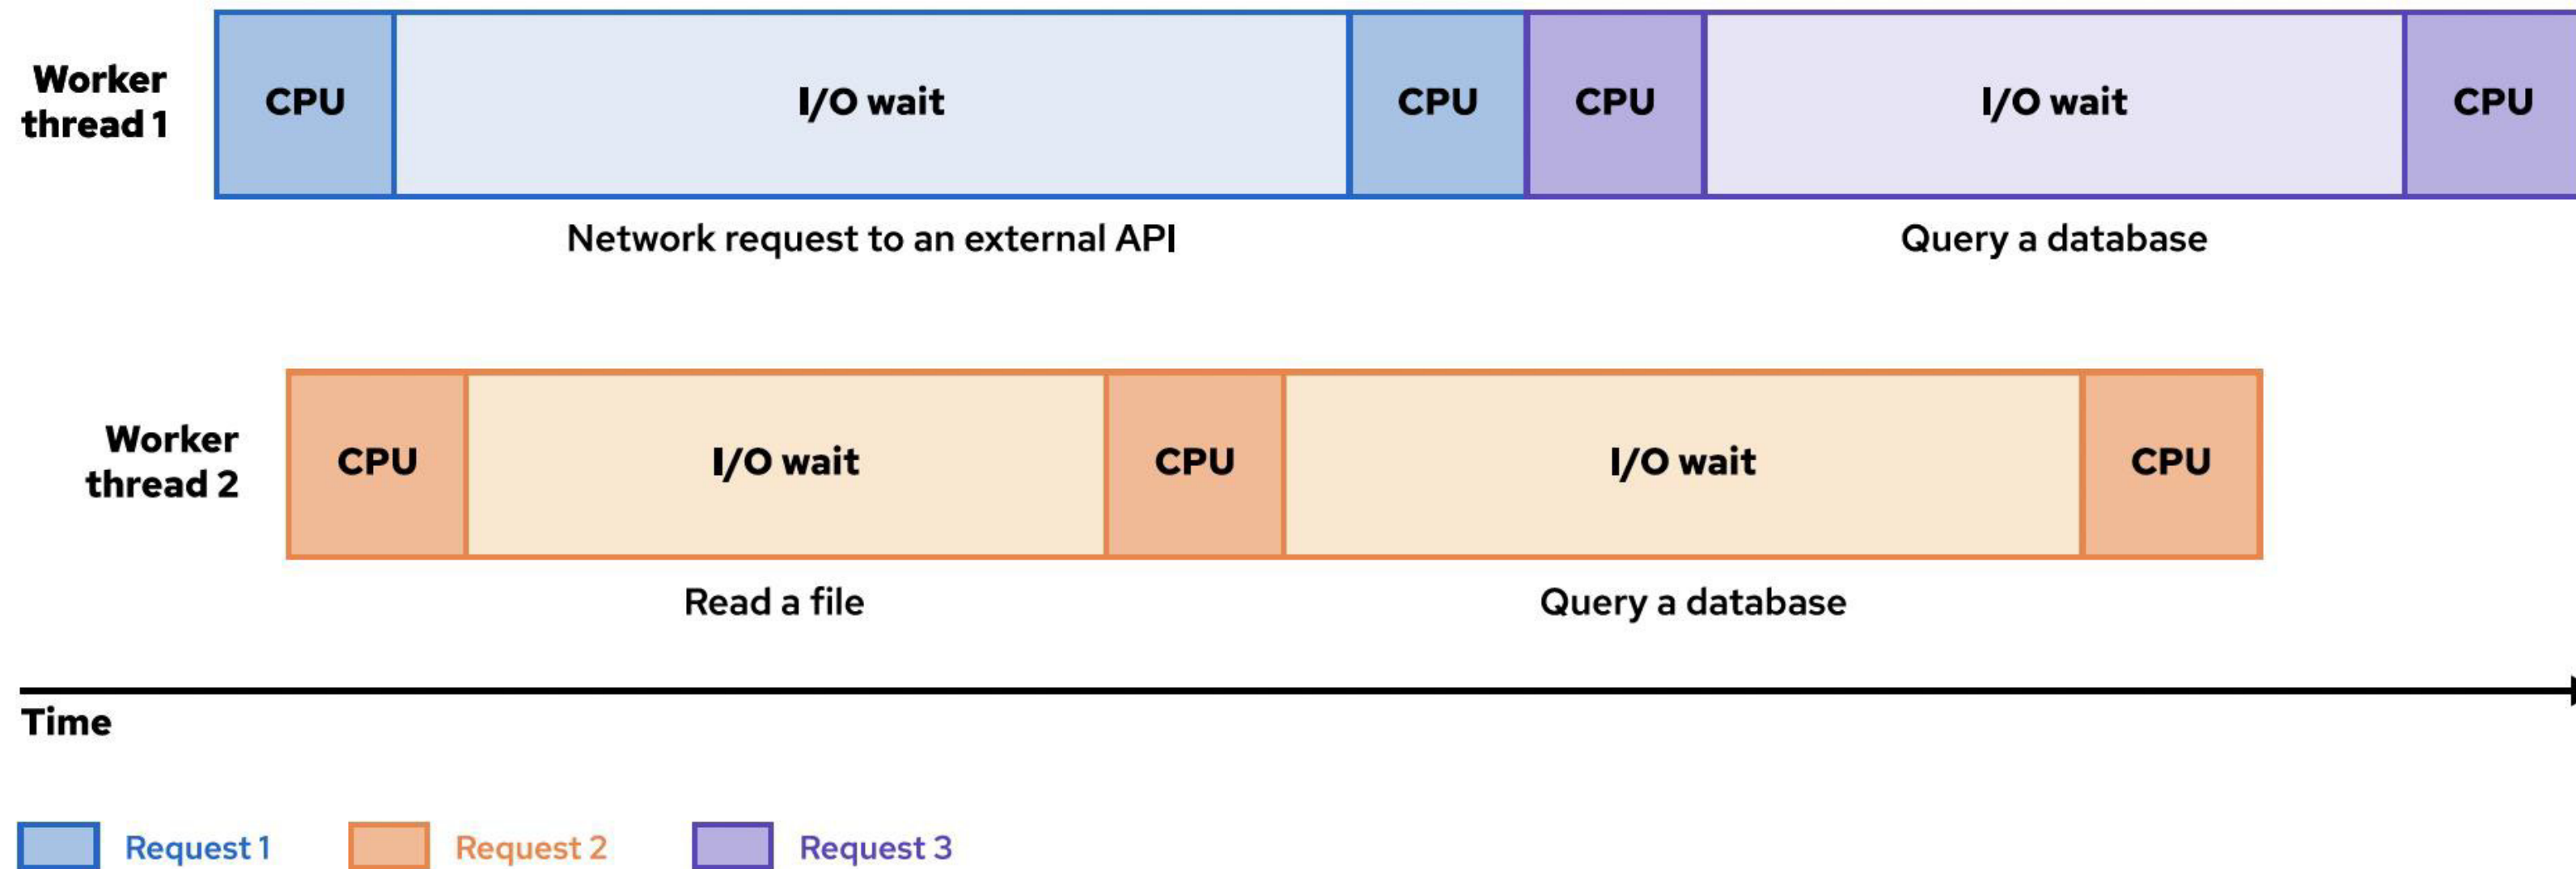 Worker
thread 1
CPU
I/O wait
CPU
CPU
I/O wait
CPU
Network request to an external API
Query a database
Worker
thread 2
CPU
I/O wait
CPU
I/O wait
CPU
Read a file
Query a database
Time
Request 1
Request 2
Request 3